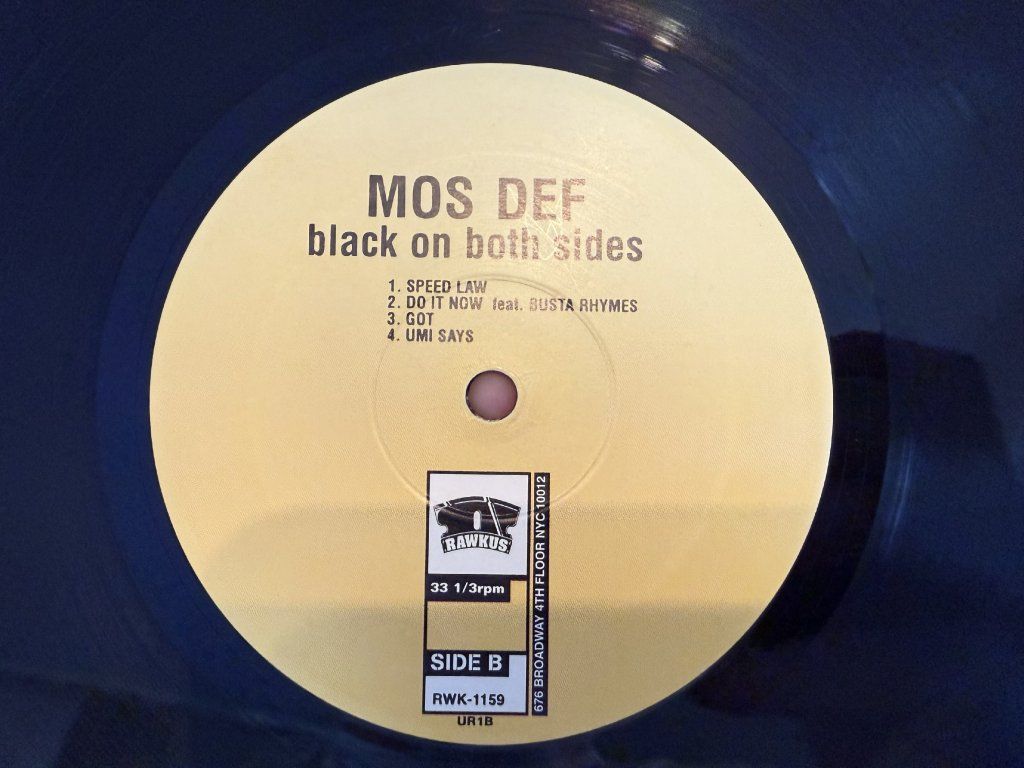 MOS DEF
black on both sides
1. SPEED LAW
2. DO IT NOW feat. BUSTA RHYMES
3. GOT
4. UMI SAYS
RAWKUS
33 1/3rpm
SIDE B
RWK-1159
UR1B
676 BROADWAY 4TH FLOOR NYC 10012